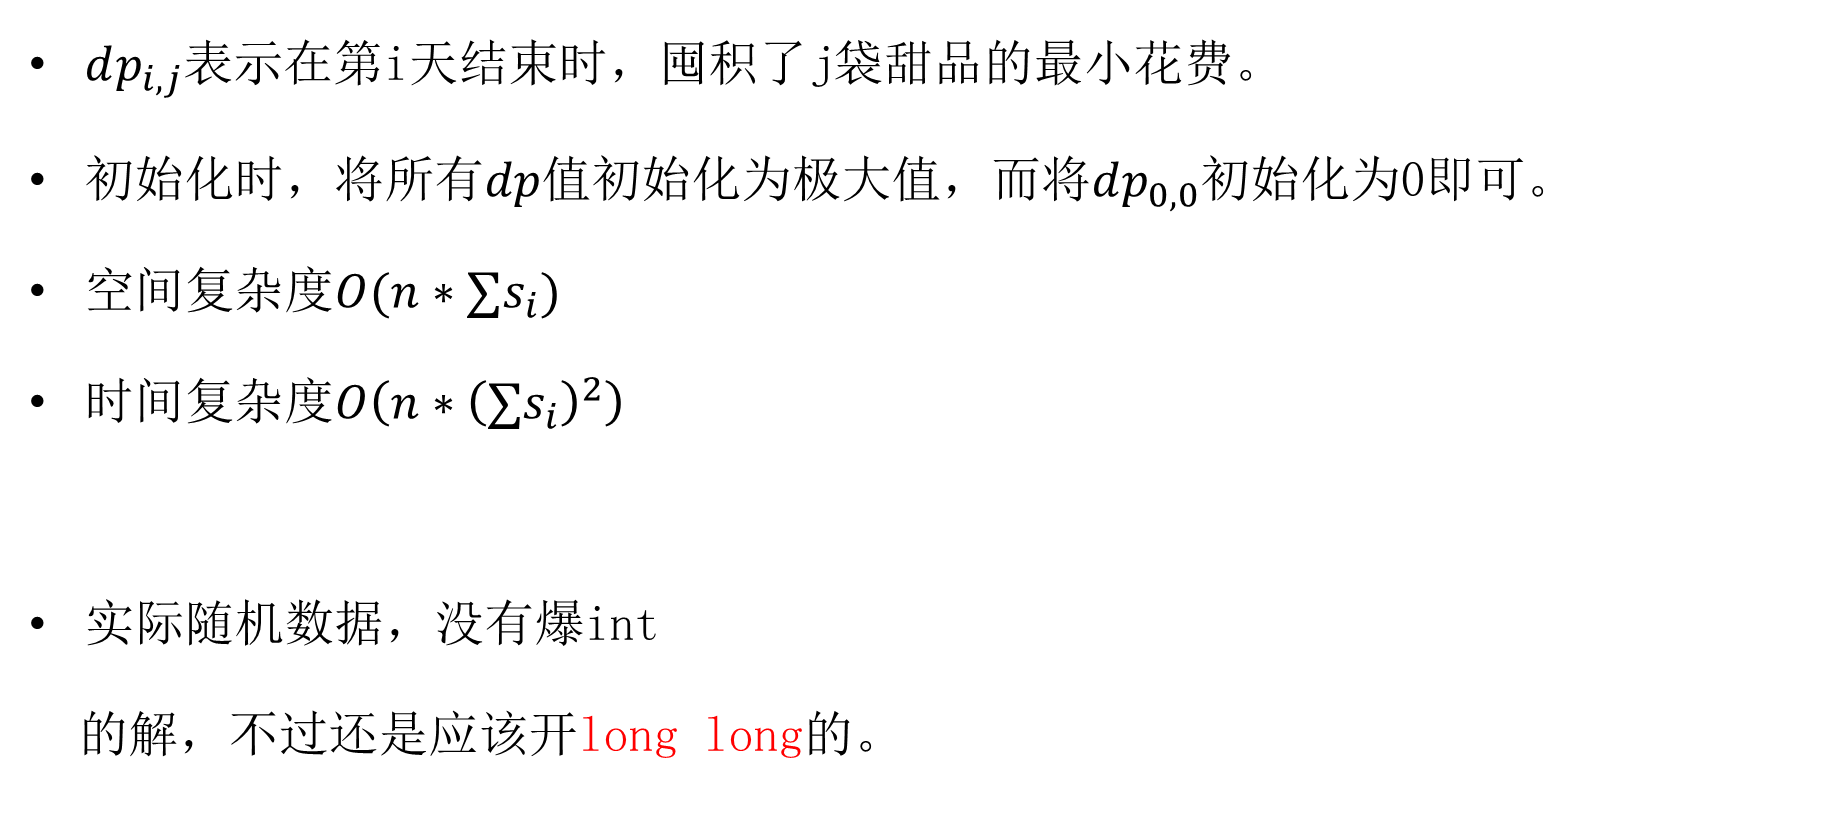 • dp_{i,j}表示在第i天结束时，囤积了j袋甜品的最小花费。
• 初始化时，将所有dp值初始化为极大值，而将dp_{0,0}初始化为0即可。
• 空间复杂度O(n * ∑s_i)
• 时间复杂度O(n * (∑s_i)^2)
• 实际随机数据，没有爆int
的解，不过还是应该开long long的。